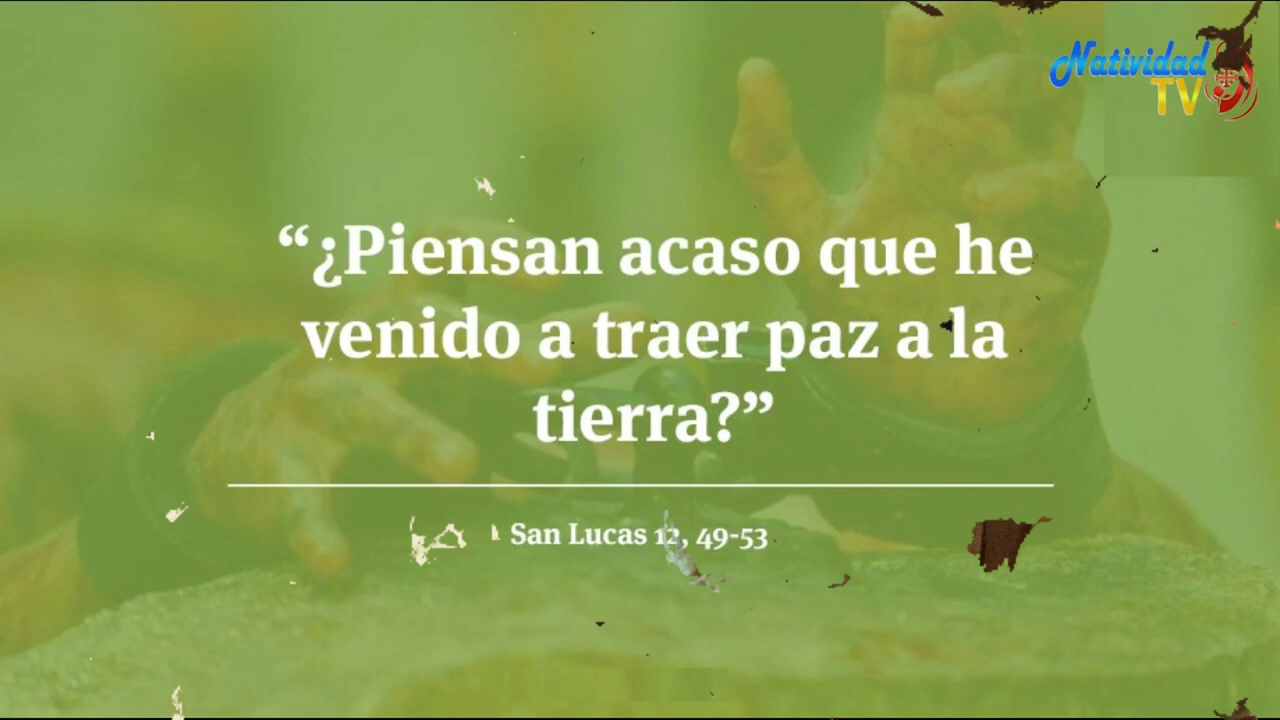 Natividad
TV
“¿Piensan acaso que he
venido a traer paz a la
tierra?”
San Lucas 12, 49-53